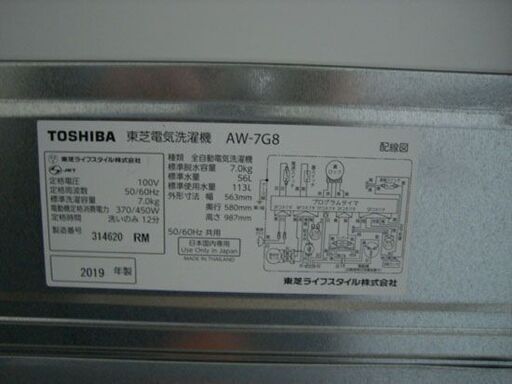 TOSHIBA 東芝電気洗濯機 AW-7G8
配線図
東芝ライフスタイル株式会社
JET
定格電圧 100V
定格周波数 50/60Hz
標準洗濯容量 7.0kg
電動機定格消費電力 370/450W
定格時間 洗いのみ 12分
製造番号 314620 RM
2019 年製
種類 全自動電気洗濯機
標準脱水容量 7.0kg
標準水量 56L
標準使用水量 113L
外形寸法 幅 563mm
奥行 580mm
高さ 987mm
50/60Hz 共用
日本国内専用
Use Only in Japan
MADE IN THAILAND
プログラムタイマ
東芝ライフスタイル株式会社